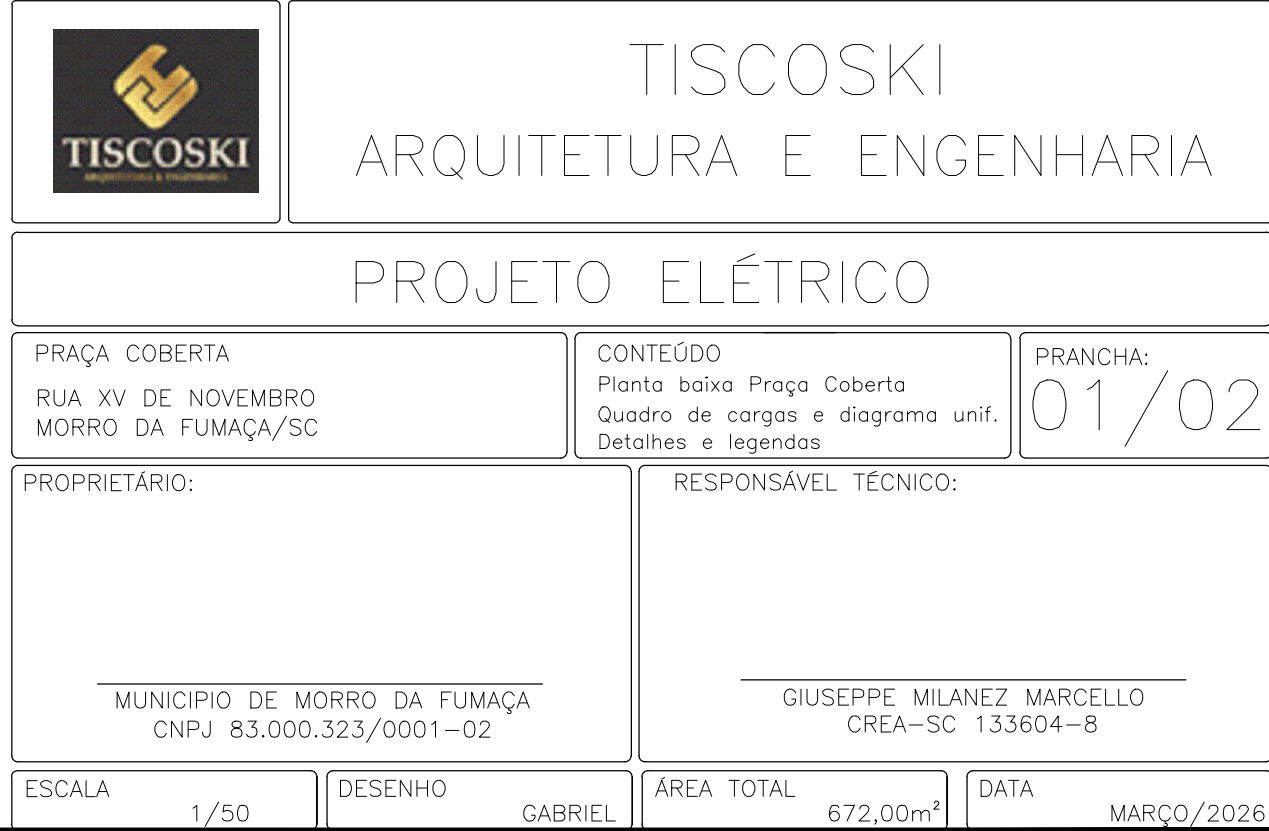 TISCOSKI
ARQUITETURA E ENGENHARIA
TISCOSKI
ARQUITETURA E ENGENHARIA
PROJETO ELÉTRICO
PRAÇA COBERTA
RUA XV DE NOVEMBRO
MORRO DA FUMAÇA/SC
CONTEÚDO
Planta baixa Praça Coberta
Quadro de cargas e diagrama unif.
Detalhes e legendas
PRANCHA:
01/02
PROPRIETÁRIO:
MUNICIPIO DE MORRO DA FUMAÇA
CNPJ 83.000.323/0001-02
RESPONSÁVEL TÉCNICO:
GIUSEPPE MILANEZ MARCELLO
CREA-SC 133604-8
ESCALA
1/50
DESENHO
GABRIEL
ÁREA TOTAL
672,00m²
DATA
MARÇO/2026